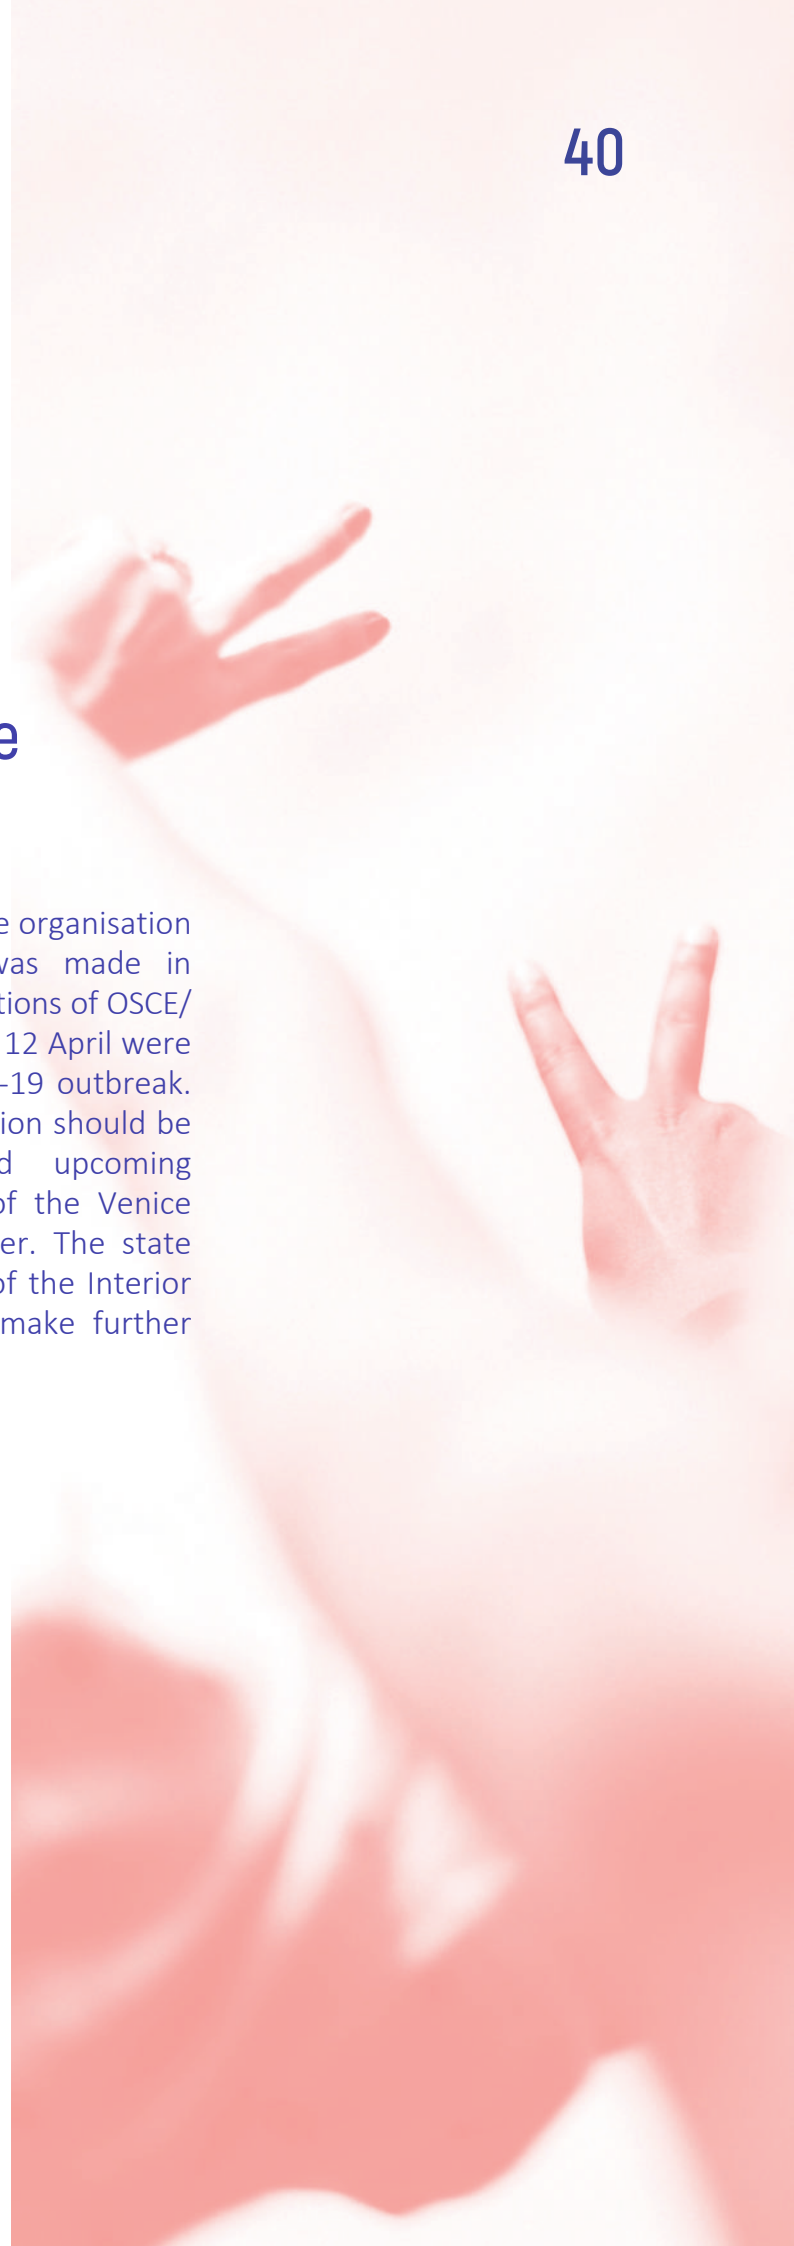 40
e
e organisation
was made in
tions of OSCE/
12 April were
-19 outbreak.
ion should be
d upcoming
of the Venice
er. The state
of the Interior
make further